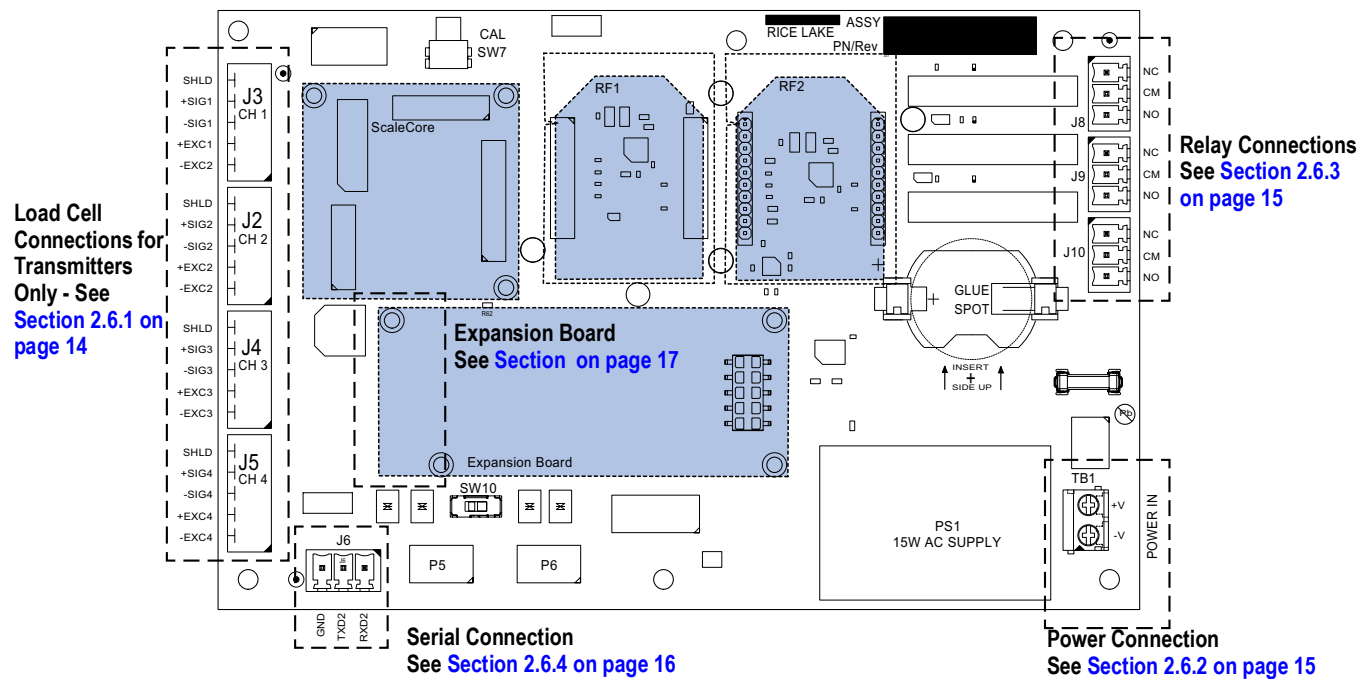 CAL
SW7
RICE LAKE
ASSY
PN/Rev
Load Cell
Connections for
Transmitters
Only - See
Section 2.6.1 on
page 14
SHLD
+SIG1
-SIG1
+EXC1
-EXC2
J3
CH 1
SHLD
+SIG2
-SIG2
+EXC2
-EXC2
J2
CH 2
SHLD
+SIG3
-SIG3
+EXC3
-EXC3
J4
CH 3
SHLD
+SIG4
-SIG4
+EXC4
-EXC4
J5
CH 4
ScaleCore
RF1
RF2
+
J8
NC
CM
NO
J9
NC
CM
NO
J10
NC
CM
NO
Relay Connections
See Section 2.6.3
on page 15
+
GLUE
SPOT
INSERT
+
SIDE UP
R62
Expansion Board
See Section on page 17
Expansion Board
Pb
SW10
J6
J6
GND
TXD2
RXD2
P5
P6
PS1
15W AC SUPPLY
TB1
+V
-V
POWER IN
Serial Connection
See Section 2.6.4 on page 16
Power Connection
See Section 2.6.2 on page 15